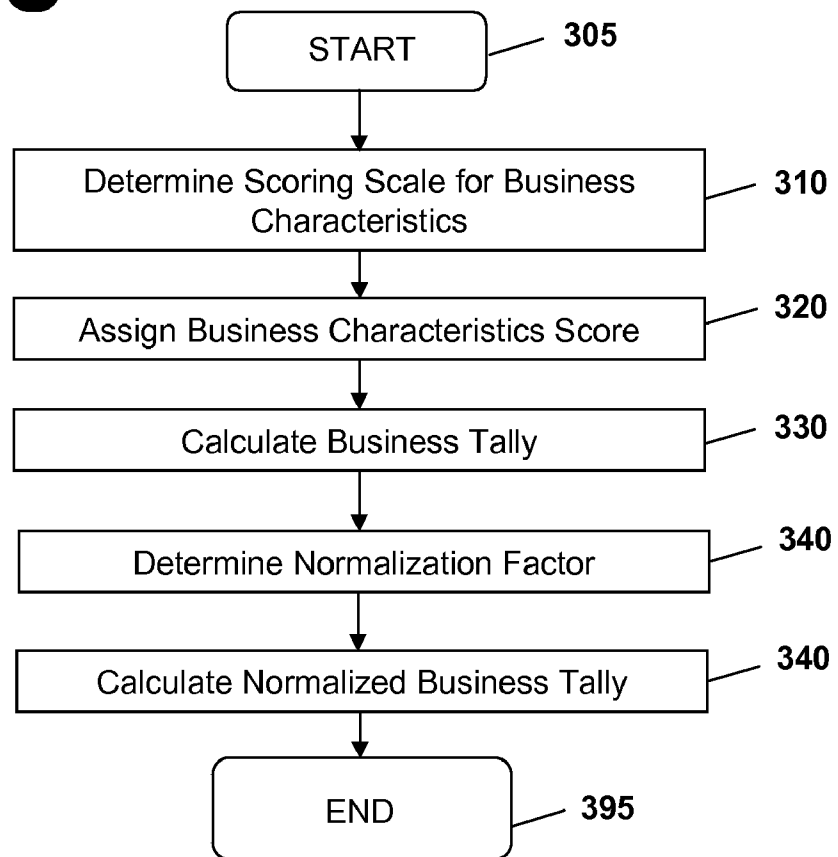 START
305
Determine Scoring Scale for Business
Characteristics
310
Assign Business Characteristics Score
320
Calculate Business Tally
330
Determine Normalization Factor
340
Calculate Normalized Business Tally
340
END
395